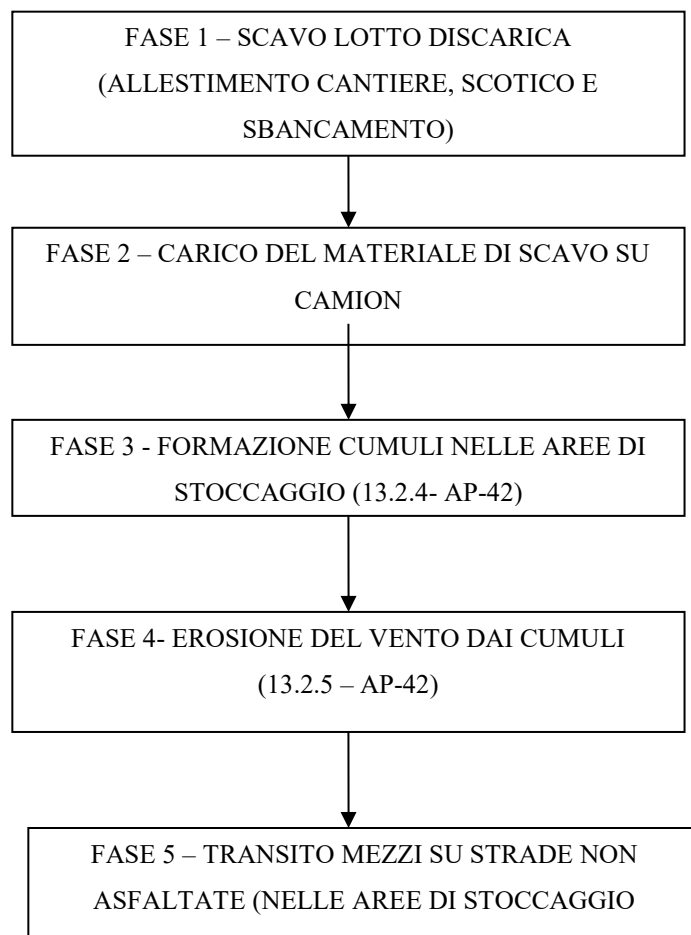 FASE 1 – SCAVO LOTTO DISCARICA
(ALLESTIMENTO CANTIERE, SCOTICO E
SBANCAMENTO)
FASE 2 – CARICO DEL MATERIALE DI SCAVO SU
CAMION
FASE 3 - FORMAZIONE CUMULI NELLE AREE DI
STOCCAGGIO (13.2.4- AP-42)
FASE 4- EROSIONE DEL VENTO DAI CUMULI
(13.2.5 – AP-42)
FASE 5 – TRANSITO MEZZI SU STRADE NON
ASFALTATE (NELLE AREE DI STOCCAGGIO